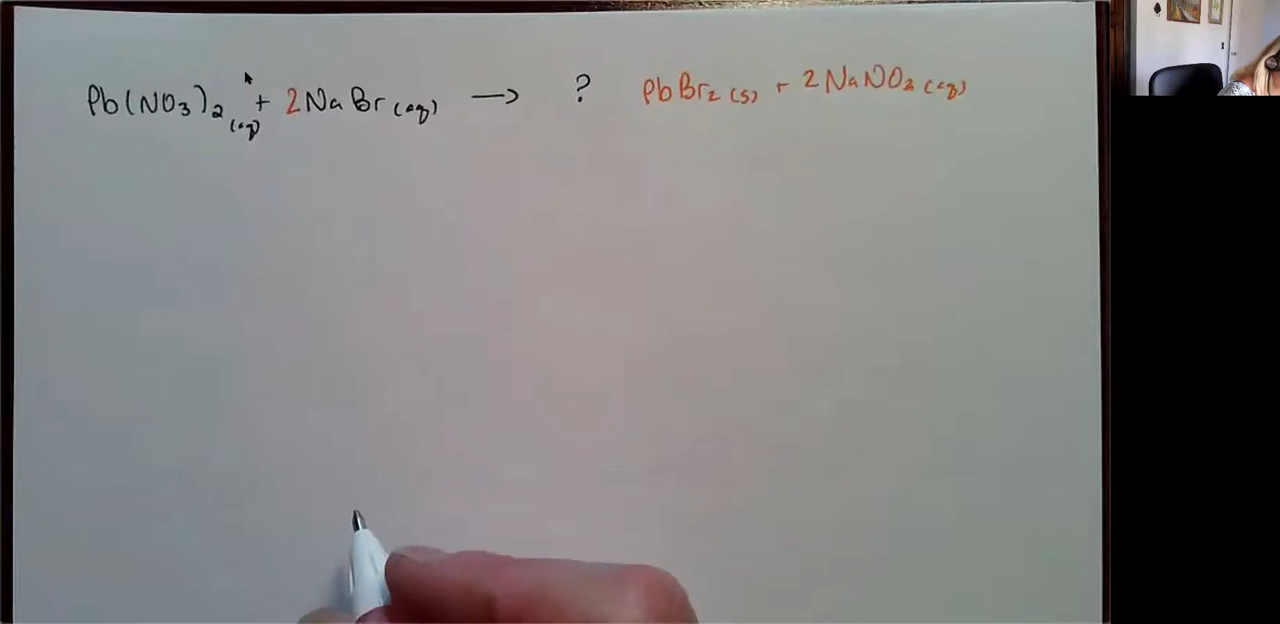 Pb(NO3)2 (aq) + 2NaBr (aq) → ? PbBr2 (s) + 2NaNO3 (aq)